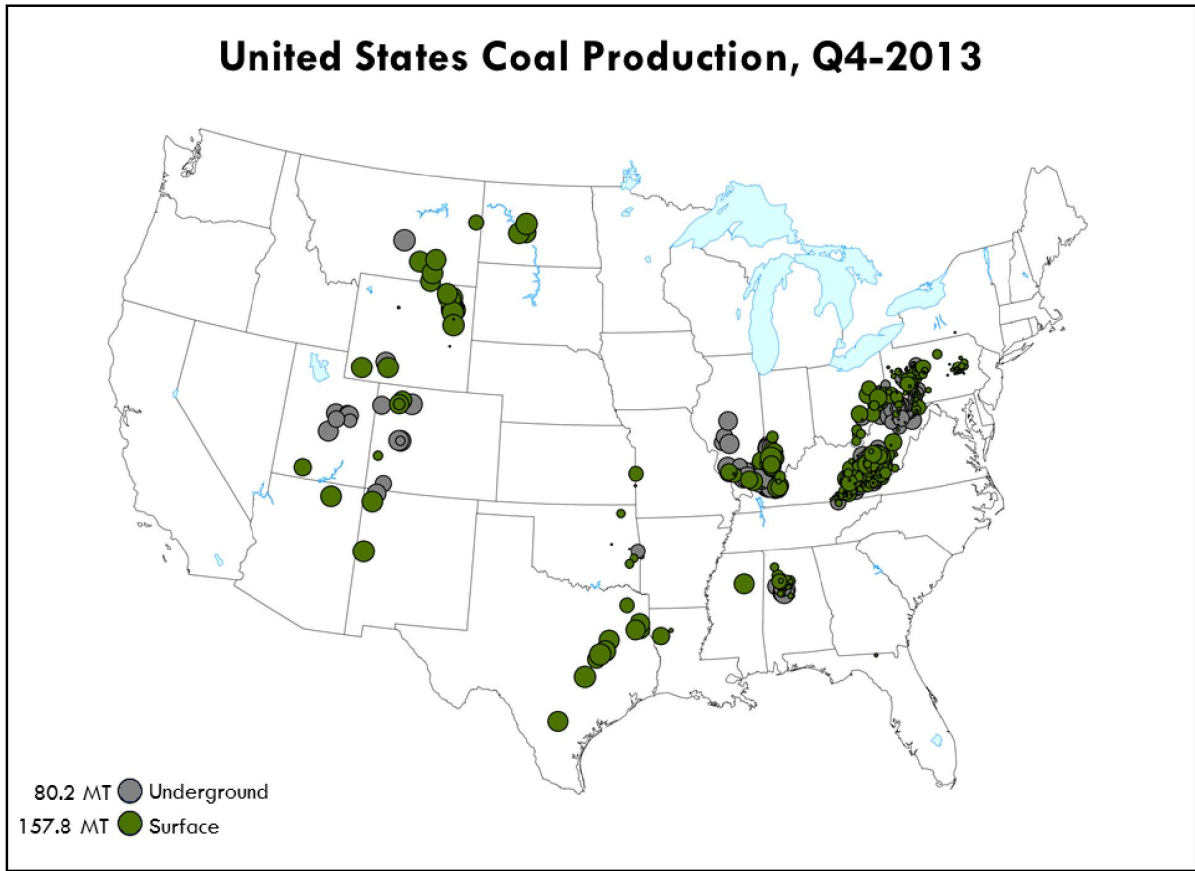 United States Coal Production, Q4-2013
80.2 MT Underground
157.8 MT Surface